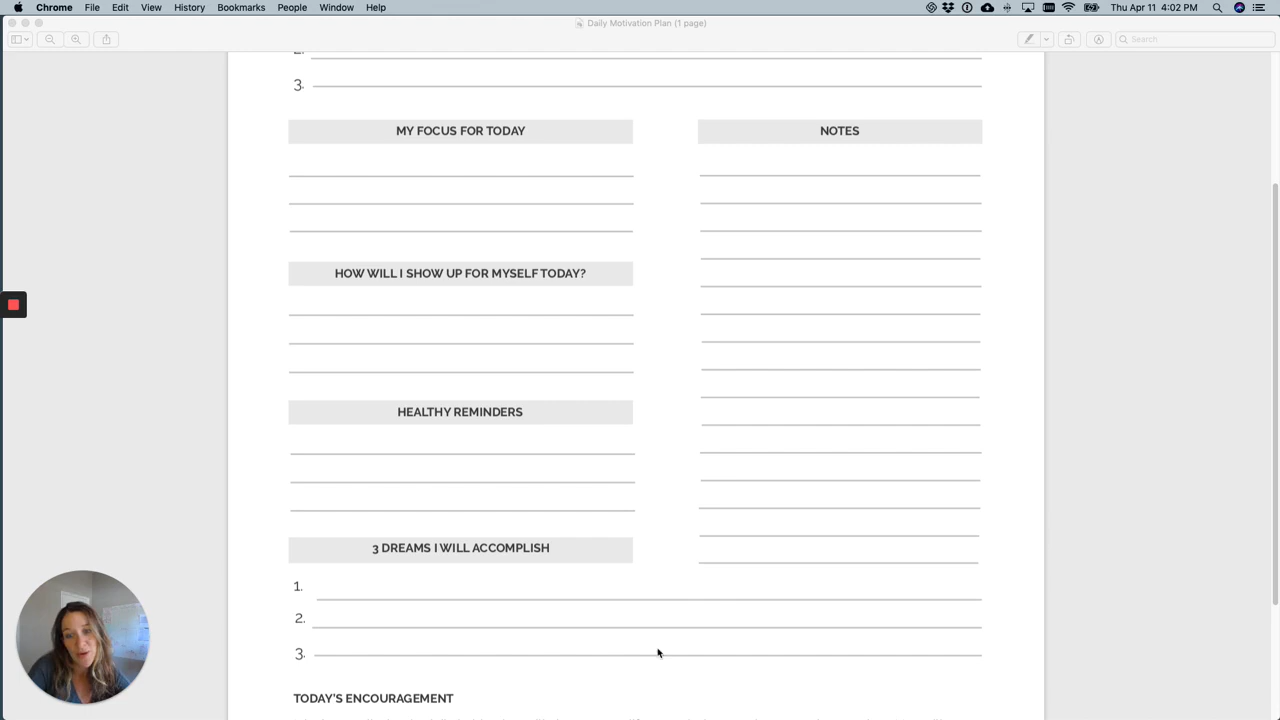 Chrome File Edit View History Bookmarks People Window Help Thu Apr 11 4:02 PM
Daily Motivation Plan (1 page)
Search
2.
3.
MY FOCUS FOR TODAY
NOTES
HOW WILL I SHOW UP FOR MYSELF TODAY?
HEALTHY REMINDERS
3 DREAMS I WILL ACCOMPLISH
1.
2.
3.
TODAY'S ENCOURAGEMENT